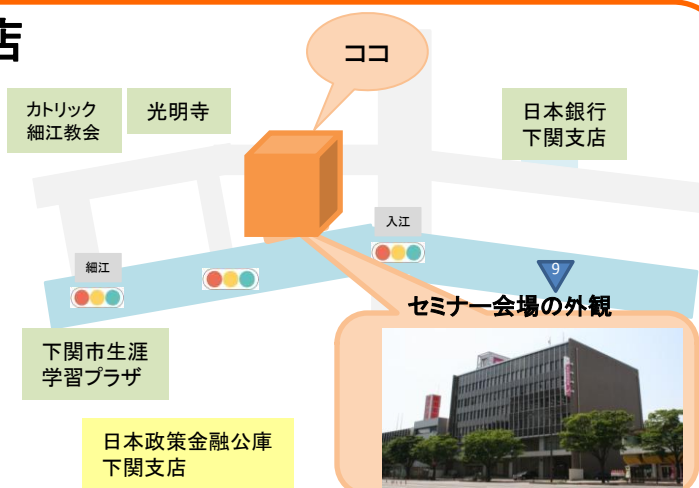 店
ココ
カトリック
細江教会
光明寺
日本銀行
下関支店
入江
細江
9
セミナー会場の外観
下関市生涯
学習プラザ
日本政策金融公庫
下関支店